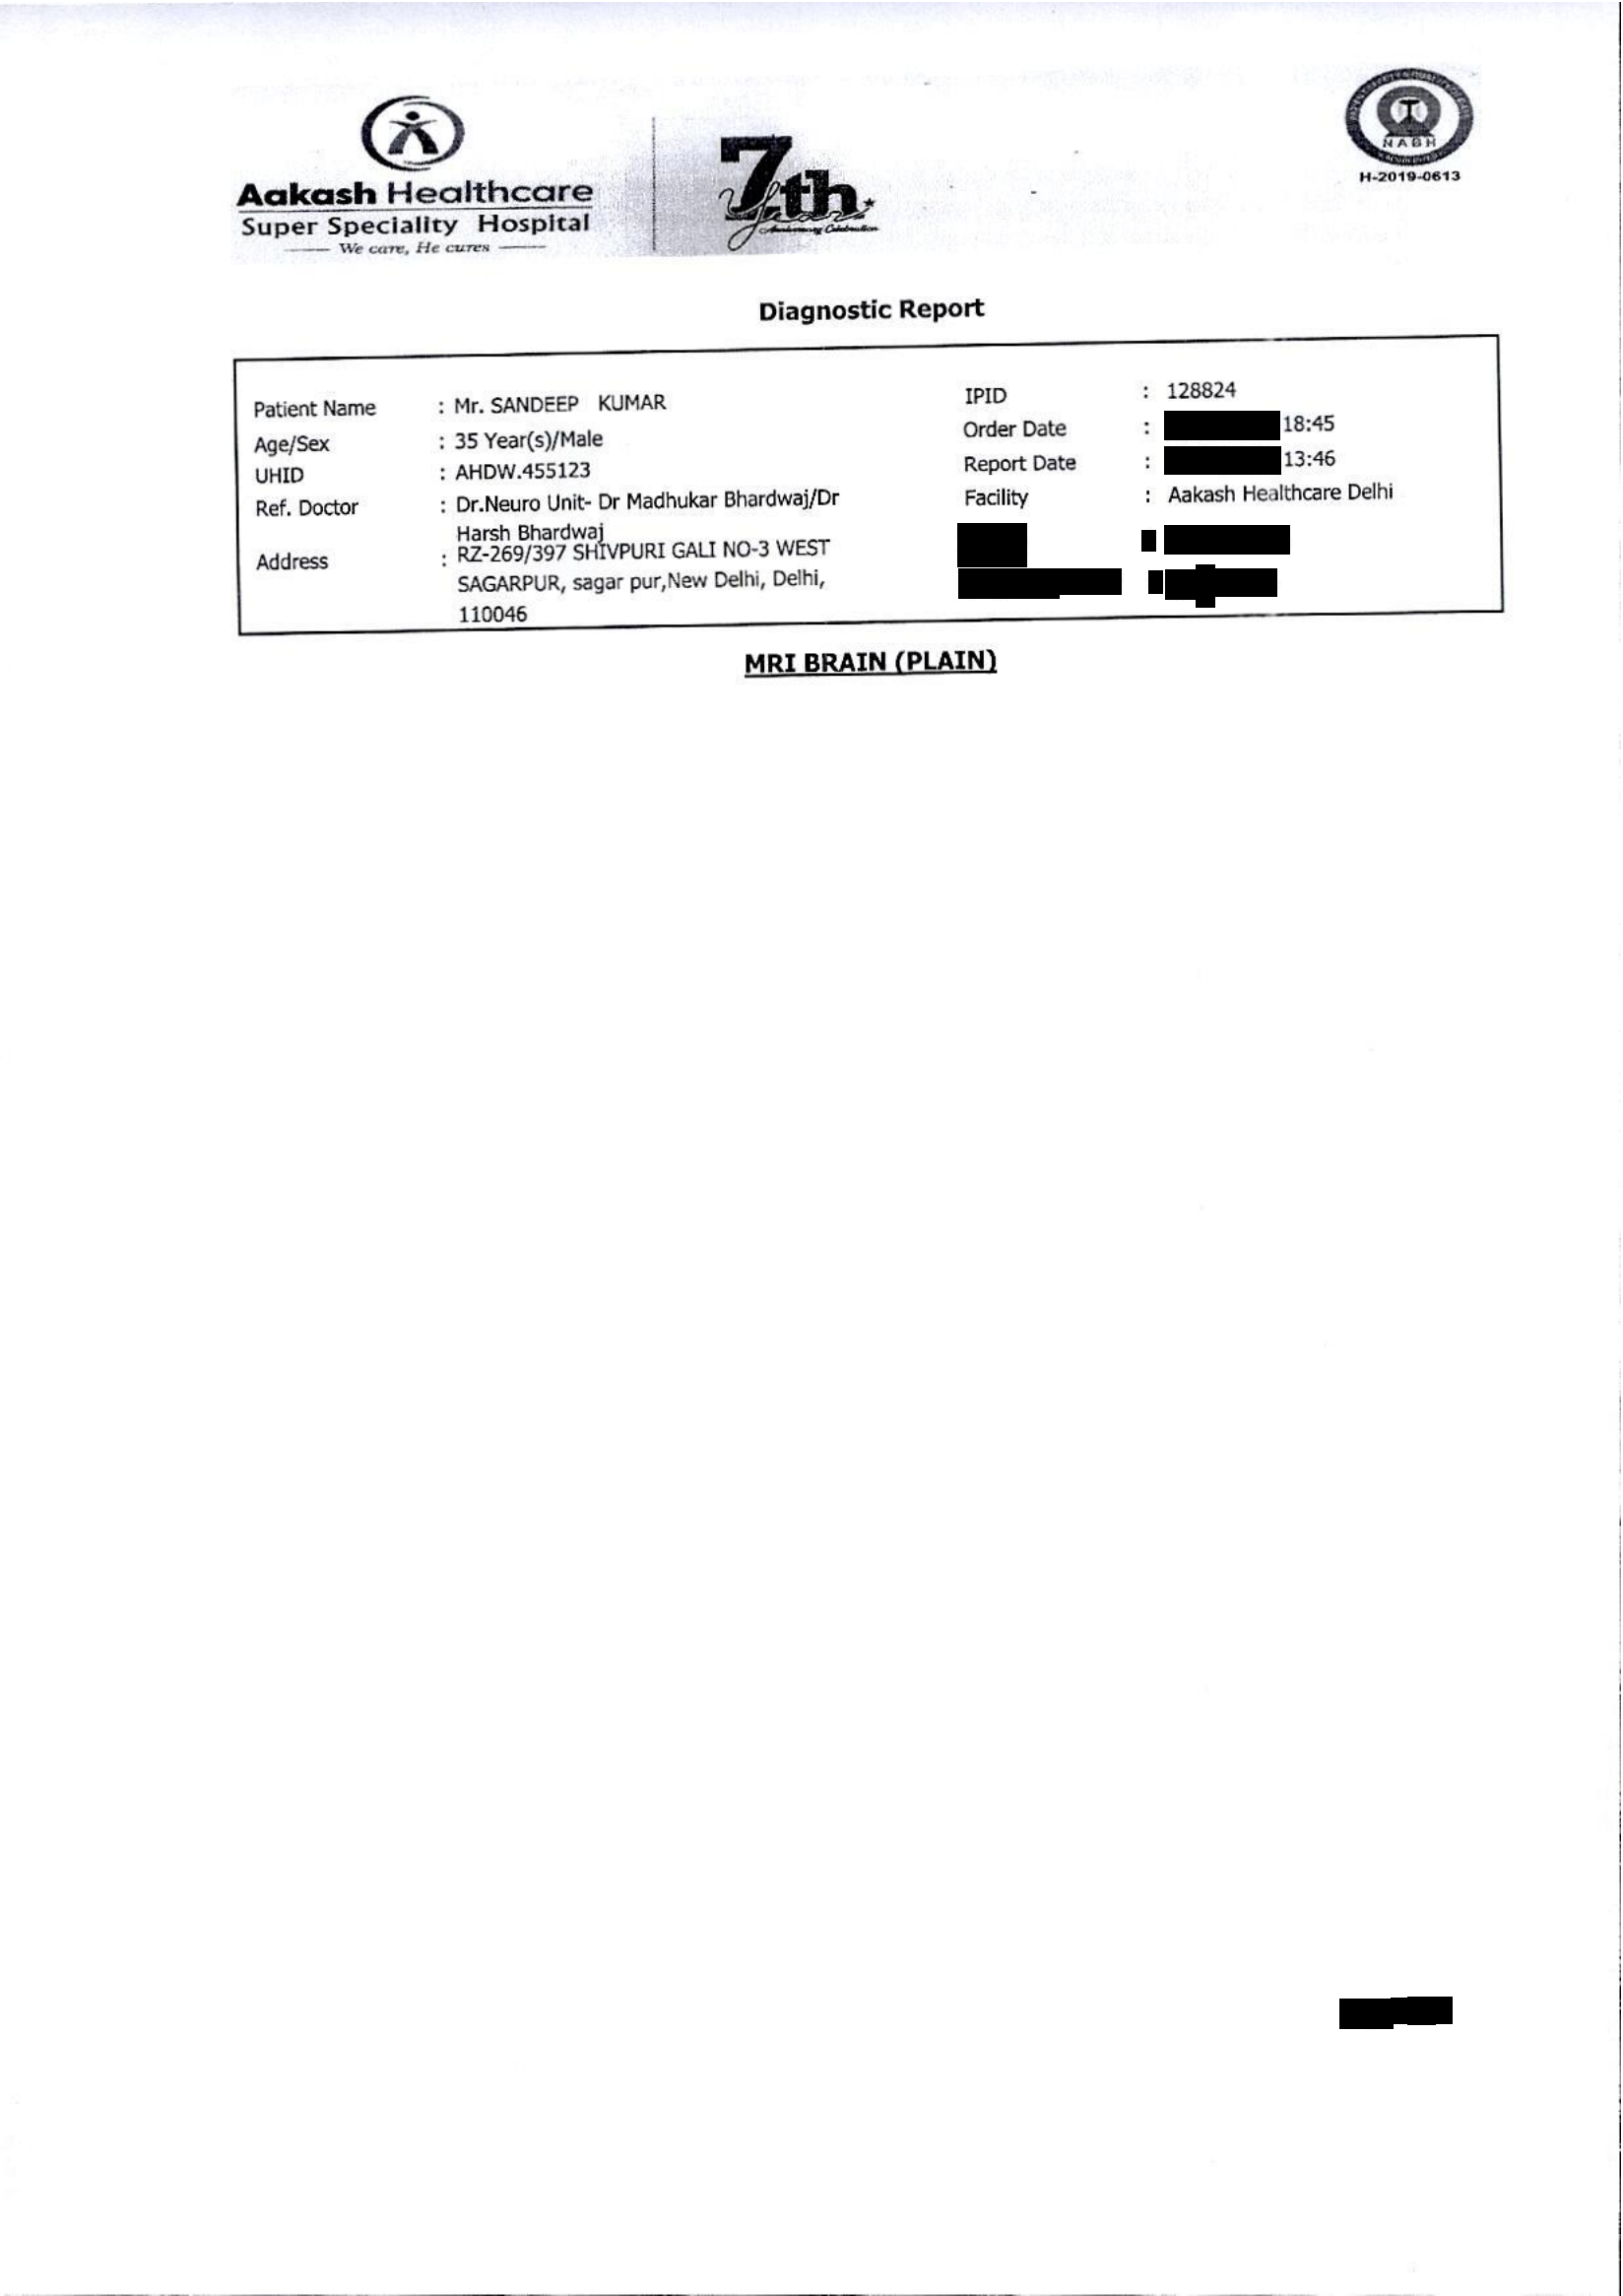 Aakash Healthcare
Super Speciality Hospital
We care, He cures
7th
Year
Anniversary Celebration
NABH
H-2019-0613
Diagnostic Report
Patient Name : Mr. SANDEEP KUMAR
Age/Sex : 35 Year(s)/Male
UHID : AHDW.455123
Ref. Doctor : Dr.Neuro Unit- Dr Madhukar Bhardwaj/Dr
Harsh Bhardwaj
Address : RZ-269/397 SHIVPURI GALI NO-3 WEST
SAGARPUR, sagar pur,New Delhi, Delhi,
110046
IPID : 128824
Order Date : 18:45
Report Date : 13:46
Facility : Aakash Healthcare Delhi
MRI BRAIN (PLAIN)